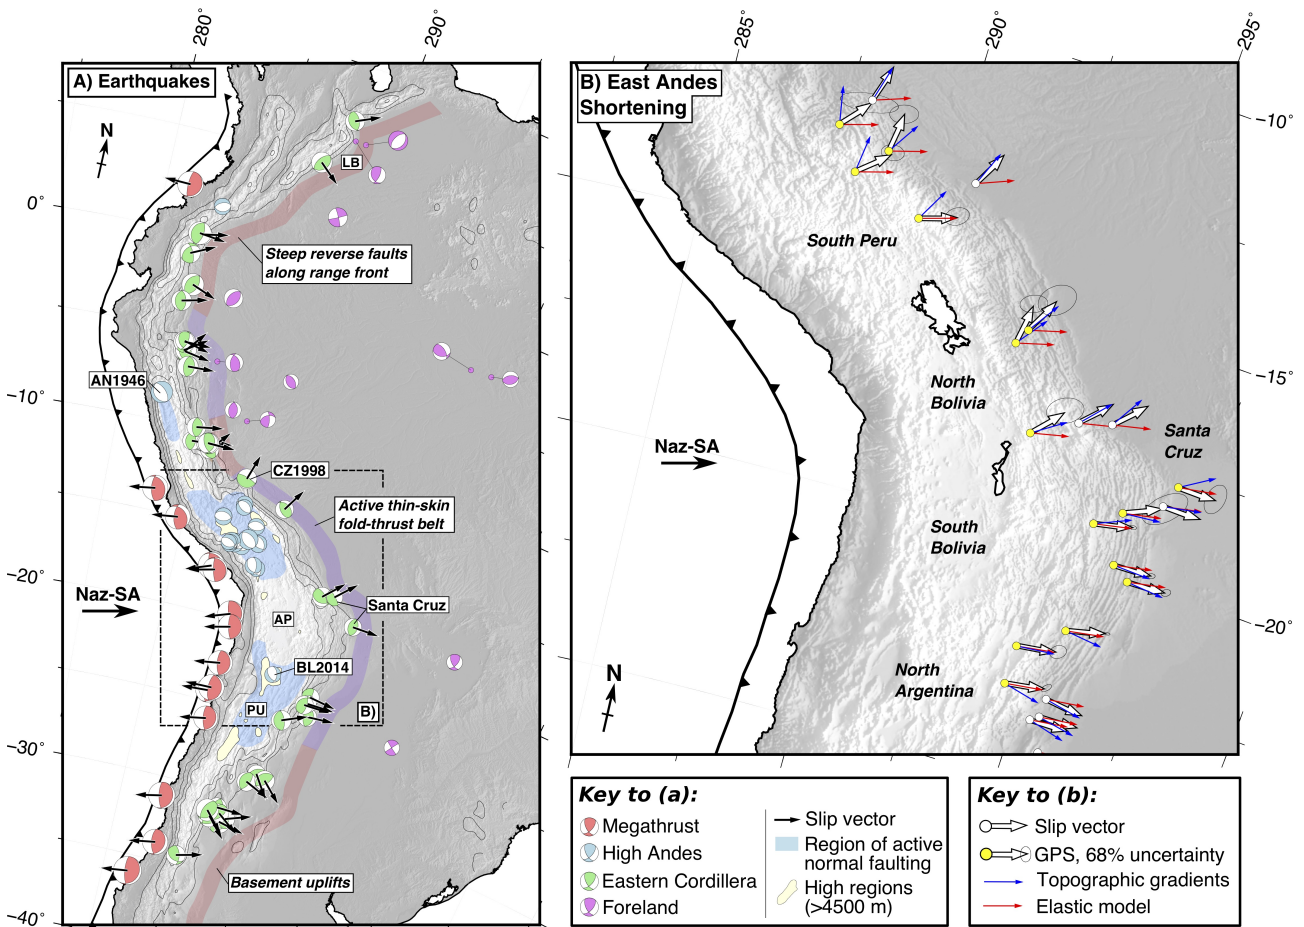 280°
290°
A) Earthquakes
N
LB
0°
Steep reverse faults
along range front
AN1946
−10°
CZ1998
Active thin-skin
fold-thrust belt
−20°
Naz-SA
AP
Santa Cruz
BL2014
PU
B)
−30°
Basement uplifts
−40°
285°
290°
295°
B) East Andes
Shortening
−10°
South Peru
North
Bolivia
−15°
Naz-SA
Santa
Cruz
South
Bolivia
−20°
North
Argentina
N
Key to (a):
Megathrust
High Andes
Eastern Cordillera
Foreland
Slip vector
Region of active
normal faulting
High regions
(>4500 m)
Key to (b):
Slip vector
GPS, 68% uncertainty
Topographic gradients
Elastic model